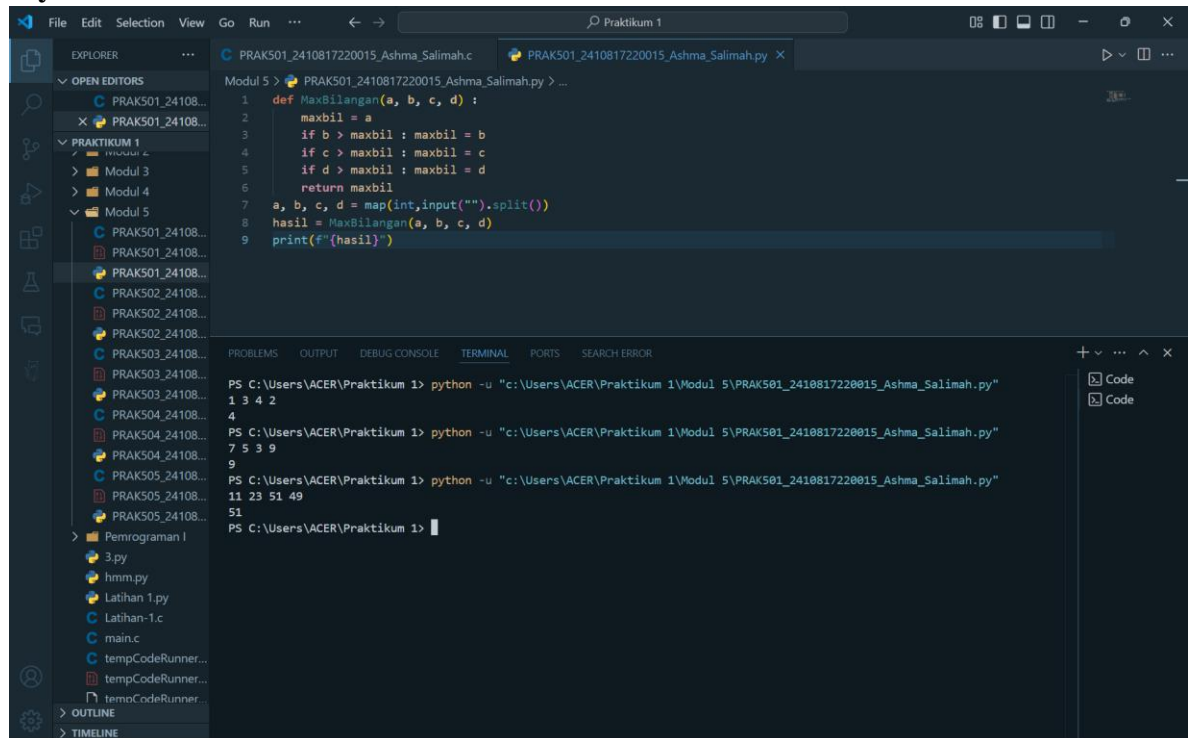 File Edit Selection View Go Run ··· Praktikum 1
EXPLORER ···
OPEN EDITORS
PRAK501_24108...
PRAK501_24108...
PRAKTIKUM 1
Modul 2
Modul 3
Modul 4
Modul 5
PRAK501_24108...
PRAK501_24108...
PRAK501_24108...
PRAK502_24108...
PRAK502_24108...
PRAK502_24108...
PRAK503_24108...
PRAK503_24108...
PRAK503_24108...
PRAK504_24108...
PRAK504_24108...
PRAK504_24108...
PRAK505_24108...
PRAK505_24108...
PRAK505_24108...
Pemrograman I
3.py
hmm.py
Latihan 1.py
Latihan-1.c
main.c
tempCodeRunner...
tempCodeRunner...
tempCodeRunner...
OUTLINE
TIMELINE
PRAK501_2410817220015_Ashma_Salimah.c PRAK501_2410817220015_Ashma_Salimah.py
Modul 5 > PRAK501_2410817220015_Ashma_Salimah.py > ...
1 def MaxBilangan(a, b, c, d) :
2 maxbil = a
3 if b > maxbil : maxbil = b
4 if c > maxbil : maxbil = c
5 if d > maxbil : maxbil = d
6 return maxbil
7 a, b, c, d = map(int,input("").split())
8 hasil = MaxBilangan(a, b, c, d)
9 print(f"{hasil}")
PROBLEMS OUTPUT DEBUG CONSOLE TERMINAL PORTS SEARCH ERROR
PS C:\Users\ACER\Praktikum 1> python -u "c:\Users\ACER\Praktikum 1\Modul 5\PRAK501_2410817220015_Ashma_Salimah.py"
1 3 4 2
4
PS C:\Users\ACER\Praktikum 1> python -u "c:\Users\ACER\Praktikum 1\Modul 5\PRAK501_2410817220015_Ashma_Salimah.py"
7 5 3 9
9
PS C:\Users\ACER\Praktikum 1> python -u "c:\Users\ACER\Praktikum 1\Modul 5\PRAK501_2410817220015_Ashma_Salimah.py"
11 23 51 49
51
PS C:\Users\ACER\Praktikum 1>
Code
Code